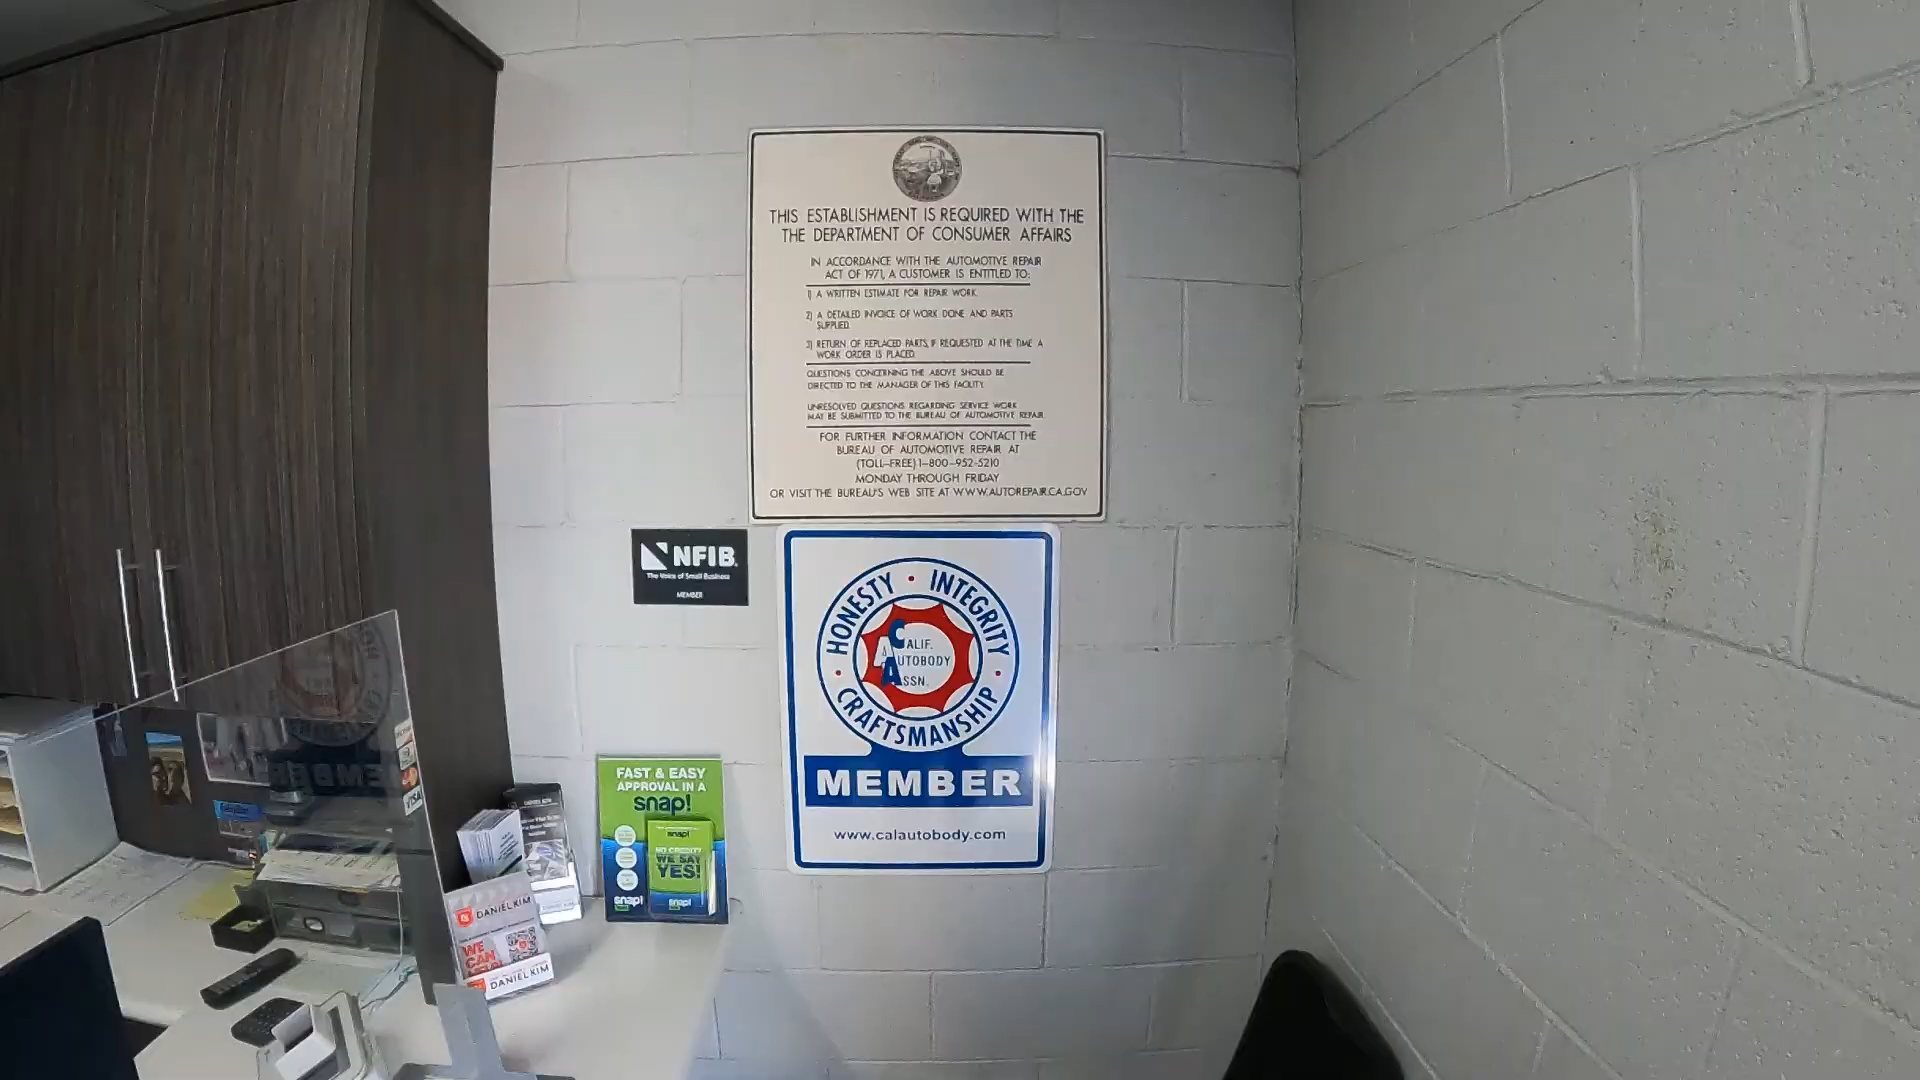 THIS ESTABLISHMENT IS REQUIRED WITH THE
THE DEPARTMENT OF CONSUMER AFFAIRS
IN ACCORDANCE WITH THE AUTOMOTIVE REPAIR
ACT OF 1971, A CUSTOMER IS ENTITLED TO:
1) A WRITTEN ESTIMATE FOR REPAIR WORK.
2) A DETAILED INVOICE OF WORK DONE AND PARTS
SUPPLIED.
3) RETURN OF REPLACED PARTS, IF REQUESTED AT THE TIME A
WORK ORDER IS PLACED.
QUESTIONS CONCERNING THE ABOVE SHOULD BE
DIRECTED TO THE MANAGER OF THIS FACILITY.
UNRESOLVED QUESTIONS REGARDING SERVICE WORK
MAY BE SUBMITTED TO THE BUREAU OF AUTOMOTIVE REPAIR.
FOR FURTHER INFORMATION CONTACT THE
BUREAU OF AUTOMOTIVE REPAIR AT
(TOLL-FREE) 1-800-952-5210
MONDAY THROUGH FRIDAY
OR VISIT THE BUREAU'S WEB SITE AT WWW.AUTOREPAIR.CA.GOV
NFIB
The Voice of Small Business
MEMBER
HONESTY • INTEGRITY
• CRAFTSMANSHIP •
CALIF.
AUTOBODY
ASSN.
MEMBER
www.calautobody.com
FAST & EASY
APPROVAL IN A
snap!
snap!
NO CREDIT?
WE SAY
YES!
snap!
snap!
DANIEL KIM
WE
CAN
DANIEL KIM
VISA